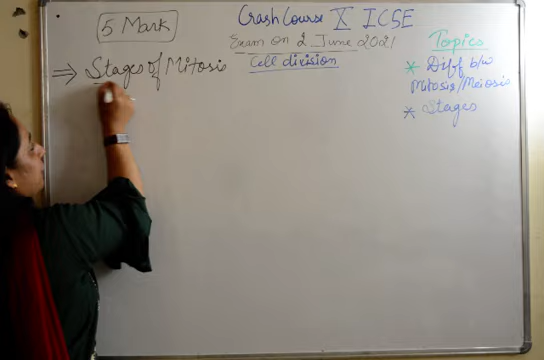 Crash Course X ICSE
5 Mark
Exam on 2 June 2021
Cell division
⇒ Stages of Mitosis
Topics
* Diff b/w
Mitosis/Meiosis
* Stages